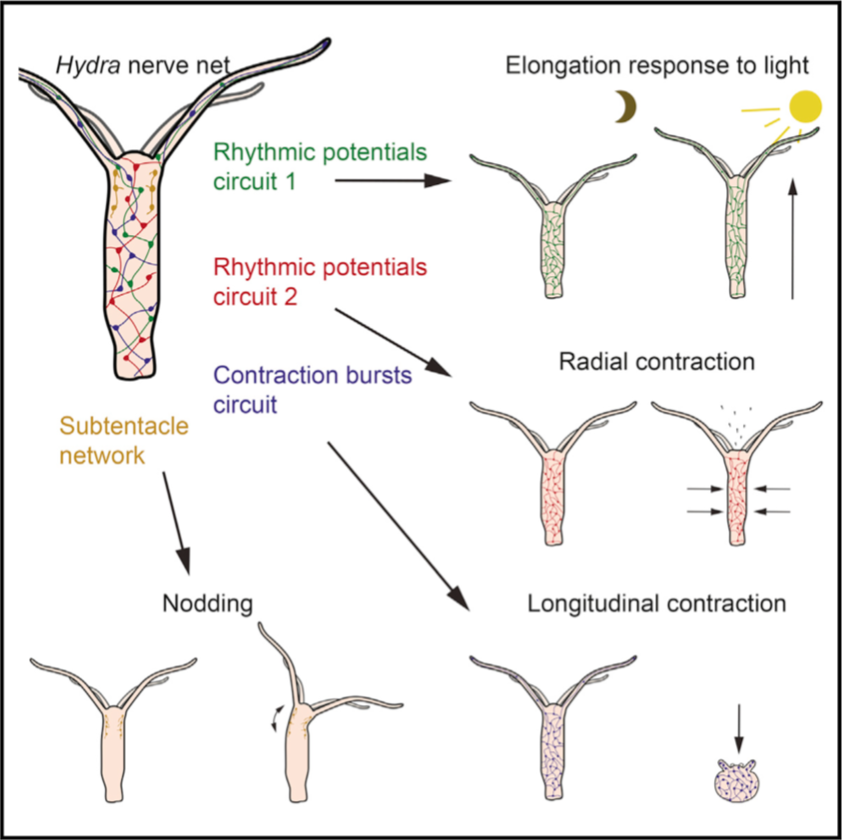 Hydra nerve net
Elongation response to light
Rhythmic potentials
circuit 1
Rhythmic potentials
circuit 2
Radial contraction
Contraction bursts
circuit
Subtentacle
network
Nodding
Longitudinal contraction